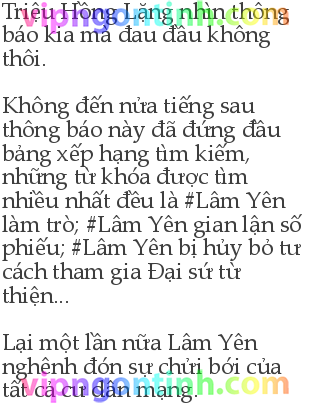 Triệu Hồng Lặng nhìn thông
báo kia mà đau đầu không
thôi.
Không đến nửa tiếng sau
thông báo này đã đứng đầu
bảng xếp hạng tìm kiếm,
những từ khóa được tìm
nhiều nhất đều là #Lâm Yên
làm trò; #Lâm Yên gian lận số
phiếu; #Lâm Yên bị hủy bỏ tư
cách tham gia Đại sứ từ
thiện...
Lại một lần nữa Lâm Yên
nghênh đón sự chửi bới của
tất cả cư dân mạng.
vipngontinh.com
vipngontinh.com